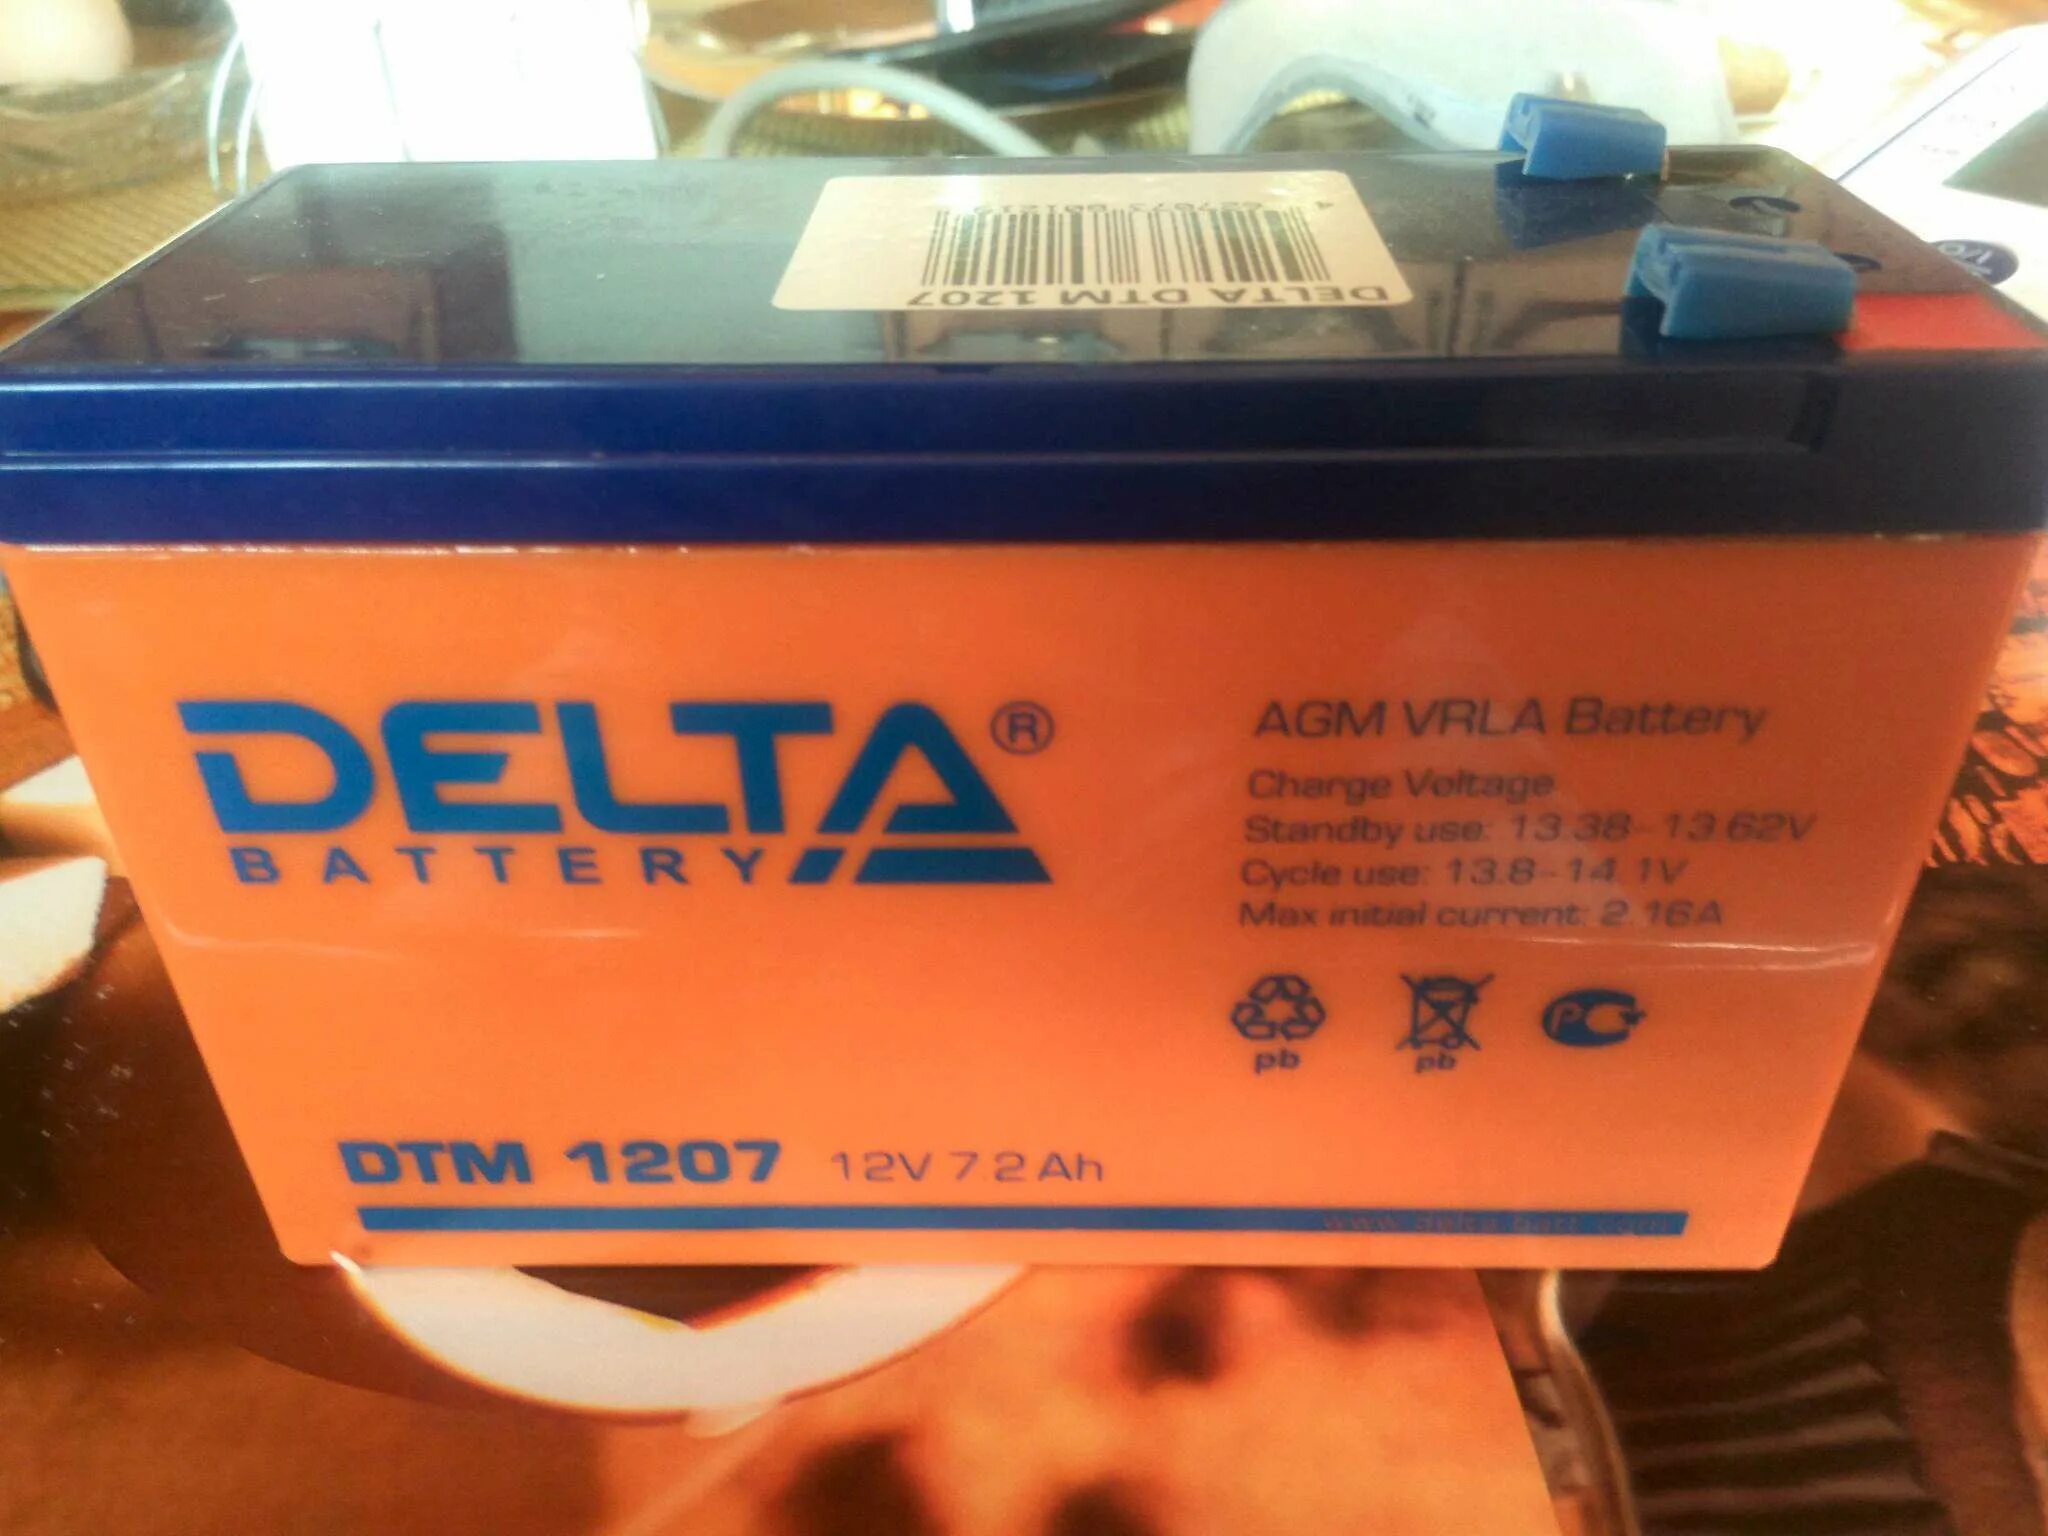 DELTA DTM 1207
DELTA®
BATTERY
AGM VRLA Battery
Charge Voltage
Standby use: 13.38-13.62V
Cycle use: 13.8-14.1V
Max initial current: 2.16A
pb
pb
PC
DTM 1207 12V 7.2Ah